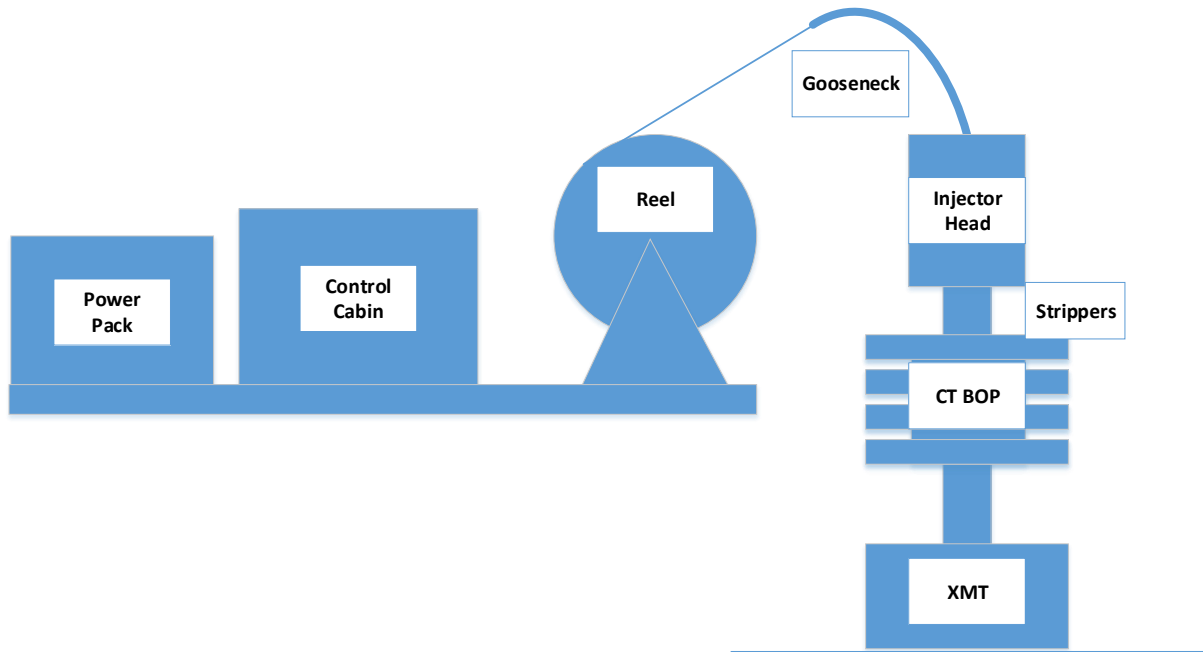 Gooseneck
Reel
Injector
Head
Power
Pack
Control
Cabin
Strippers
CT BOP
XMT